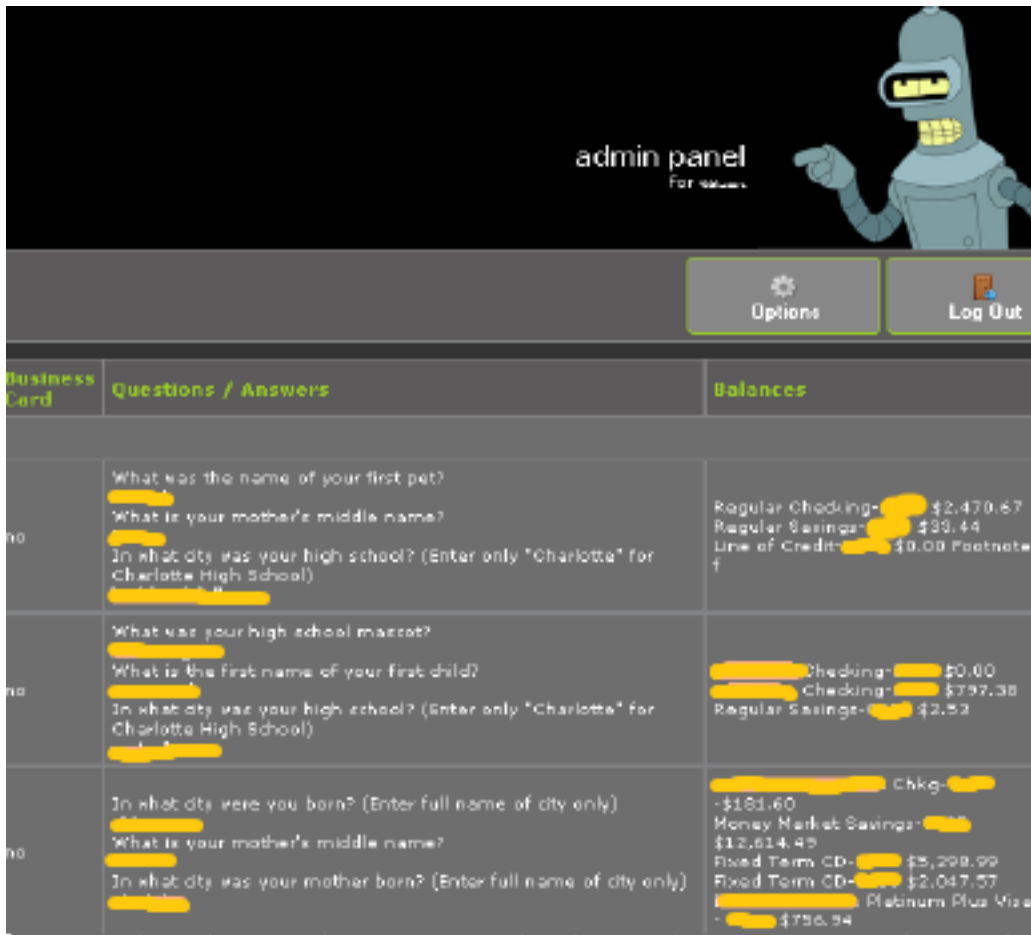 admin panel
for
Options
Log Out
Business
Card
Questions / Answers
Balances
no
What was the name of your first pet?
What is your mother's middle name?
In what city was your high school? (Enter only "Charlotte" for
Charlotte High School)
Regular Checking- $2,470.67
Regular Savings- $33.44
Line of Credit- $0.00 Footnote
f
no
What was your high school mascot?
What is the first name of your first child?
In what city was your high school? (Enter only "Charlotte" for
Charlotte High School)
Checking- $0.00
Checking- $797.38
Regular Savings- $2.53
no
In what city were you born? (Enter full name of city only)
What is your mother's middle name?
In what city was your mother born? (Enter full name of city only)
Chkg-
-$181.60
Money Market Savings-
$12,614.49
Fixed Term CD- $5,298.99
Fixed Term CD- $2,047.57
Platinum Plus Visa
- $756.94